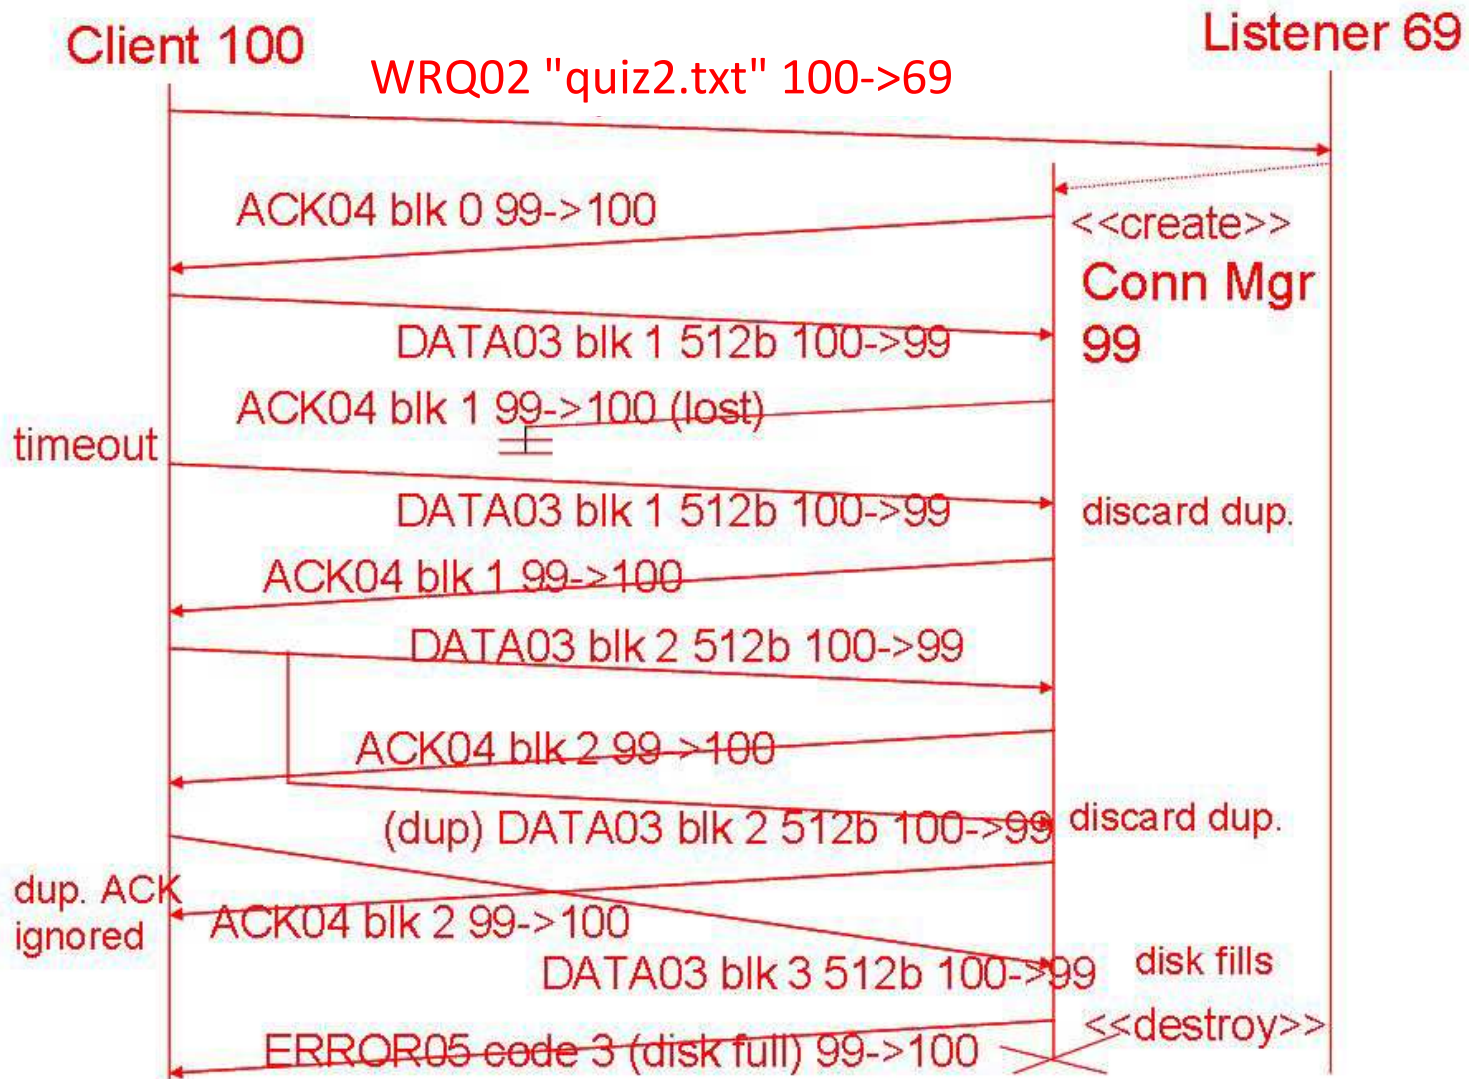 Client 100
Listener 69
WRQ02 "quiz2.txt" 100->69
ACK04 blk 0 99->100
<<create>>
Conn Mgr
99
DATA03 blk 1 512b 100->99
ACK04 blk 1 99->100 (lost)
timeout
DATA03 blk 1 512b 100->99
discard dup.
ACK04 blk 1 99->100
DATA03 blk 2 512b 100->99
ACK04 blk 2 99->100
(dup) DATA03 blk 2 512b 100->99
discard dup.
dup. ACK
ignored
ACK04 blk 2 99->100
DATA03 blk 3 512b 100->99
disk fills
<<destroy>>
ERROR05 code 3 (disk full) 99->100